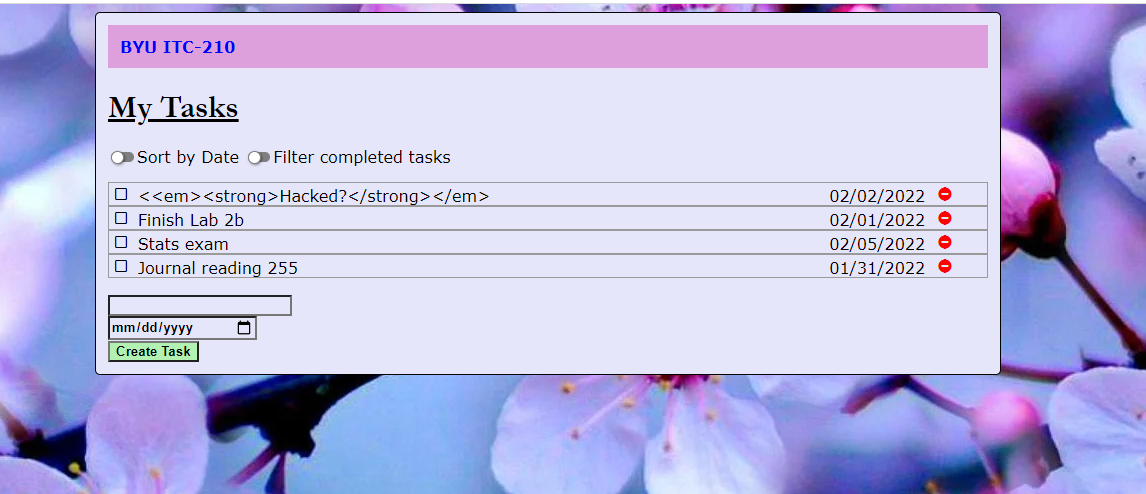 BYU ITC-210
My Tasks
Sort by Date Filter completed tasks
<<em><strong>Hacked?</strong></em> 02/02/2022
Finish Lab 2b 02/01/2022
Stats exam 02/05/2022
Journal reading 255 01/31/2022
mm/dd/yyyy
Create Task